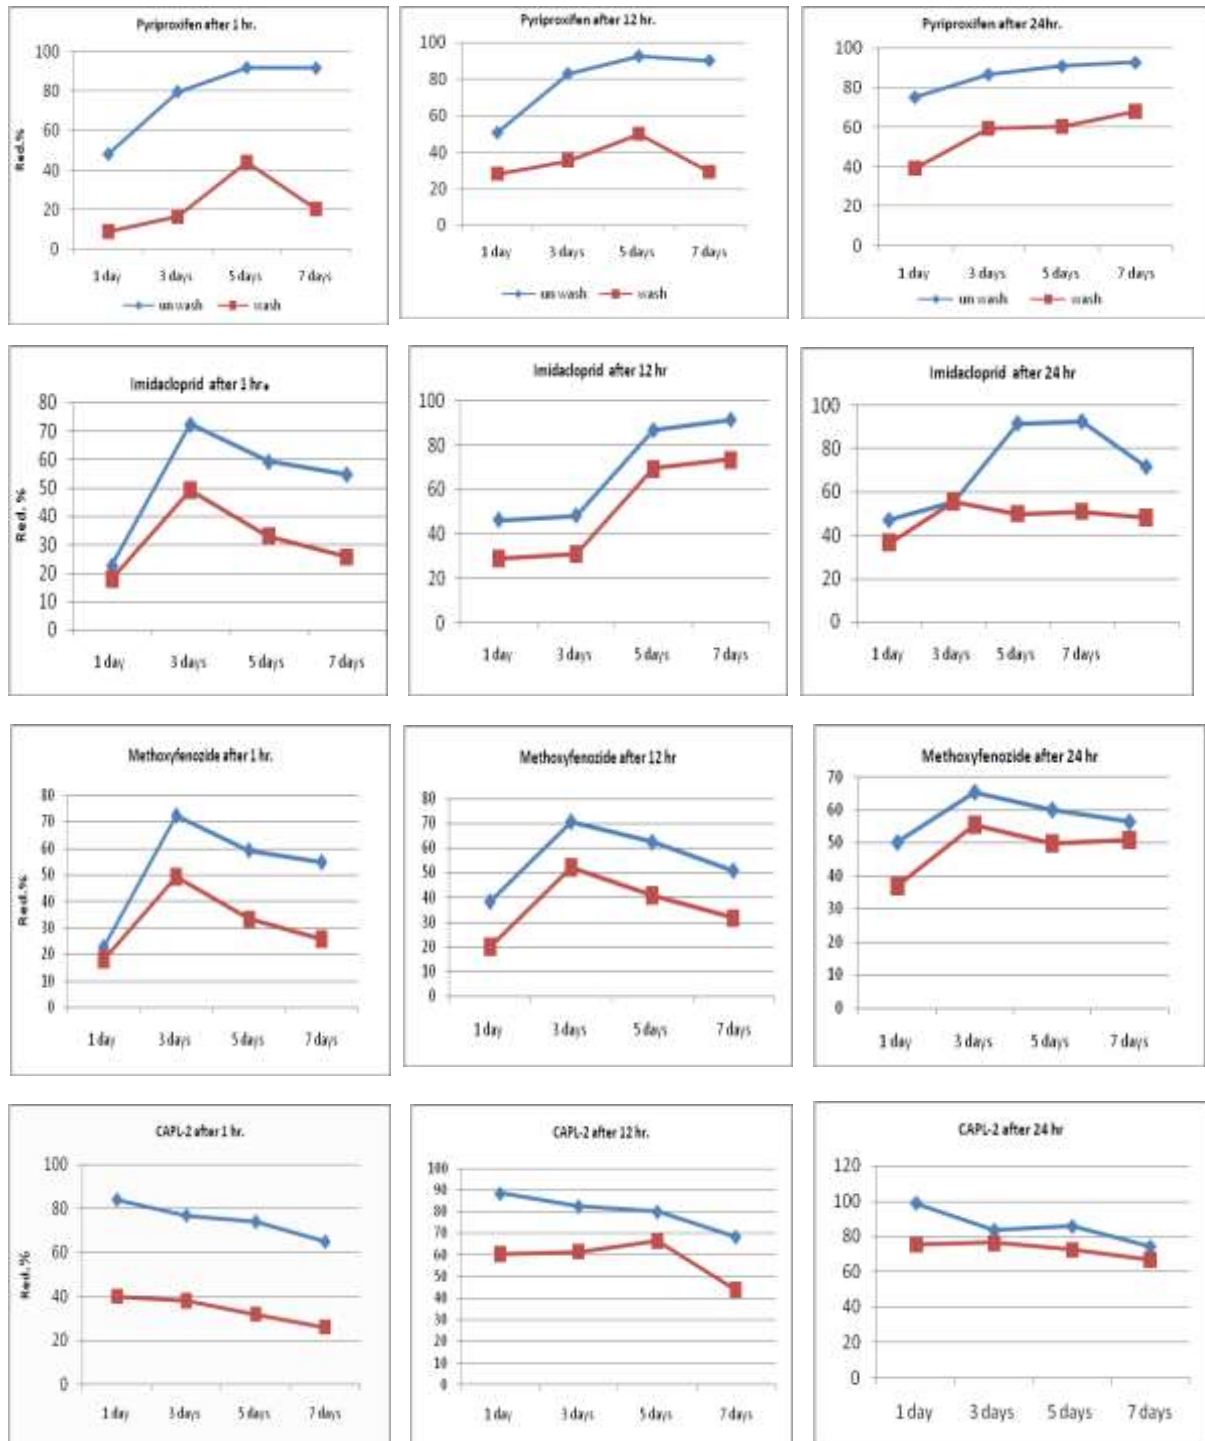 Pyriproxifen after 1 hr.
Red.%
100
80
60
40
20
0
1 day 3 days 5 days 7 days
un wash wash
Pyriproxifen after 12 hr.
100
80
60
40
20
0
1 day 3 days 5 days 7 days
un wash wash
Pyriproxifen after 24hr.
100
80
60
40
20
0
1 day 3 days 5 days 7 days
un wash wash
Imidacloprid after 1 hr.
Red. %
80
70
60
50
40
30
20
10
0
1 day 3 days 5 days 7 days
Imidacloprid after 12 hr
100
80
60
40
20
0
1 day 3 days 5 days 7 days
Imidacloprid after 24 hr
100
80
60
40
20
0
1 day 3 days 5 days 7 days
Methoxyfenozide after 1 hr.
Red.%
80
70
60
50
40
30
20
10
0
1 day 3 days 5 days 7 days
Methoxyfenozide after 12 hr
80
70
60
50
40
30
20
10
0
1 day 3 days 5 days 7 days
Methoxyfenozide after 24 hr
70
60
50
40
30
20
10
0
1 day 3 days 5 days 7 days
CAPL-2 after 1 hr.
Red.%
100
80
60
40
20
0
1 day 3 days 5 days 7 days
CAPL-2 after 12 hr.
100
90
80
70
60
50
40
30
20
10
0
1 day 3 days 5 days 7 days
CAPL-2 after 24 hr
120
100
80
60
40
20
0
1 day 3 days 5 days 7 days